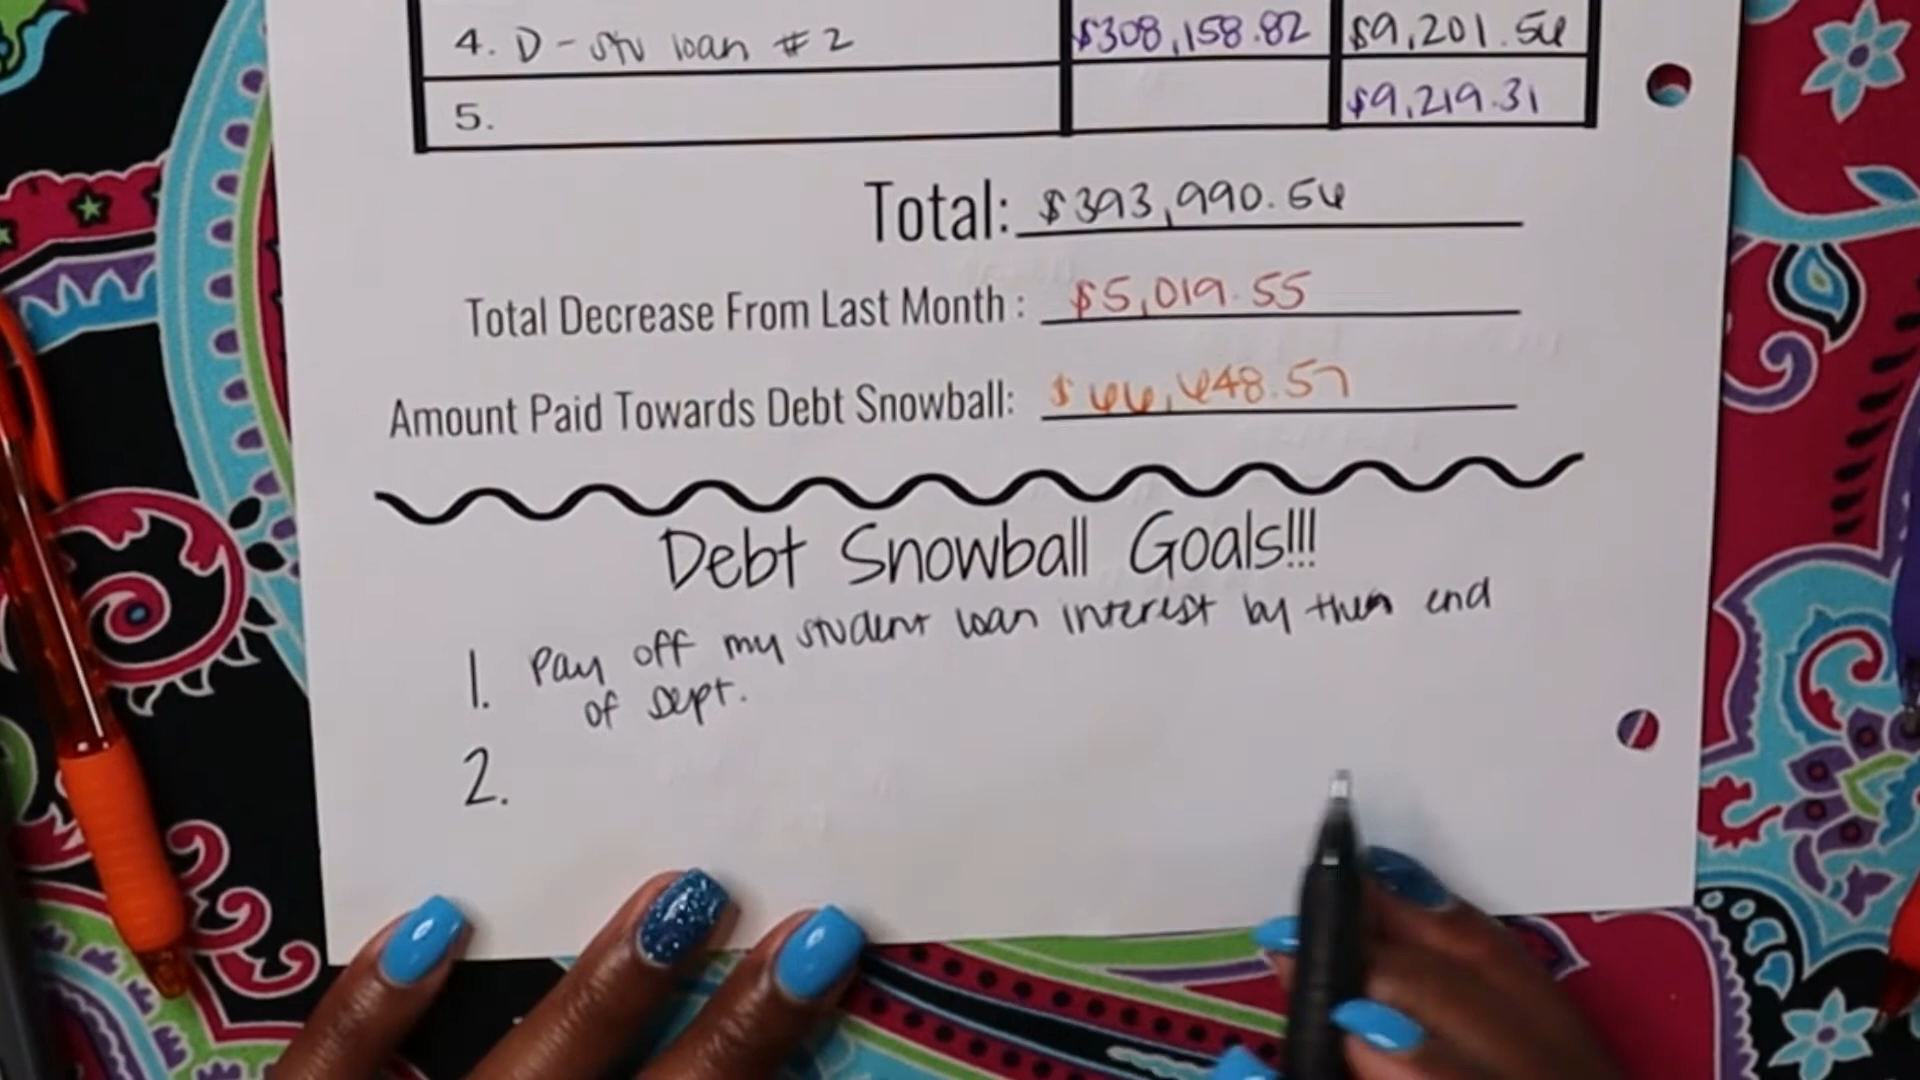 4. D - stu loan #2 $308,158.82 $9,201.56
5. $9,219.31
Total: $393,990.56
Total Decrease From Last Month : $5,019.55
Amount Paid Towards Debt Snowball: $66,648.57
Debt Snowball Goals!!!
1. Pay off my student loan interest by then end
of Sept.
2.